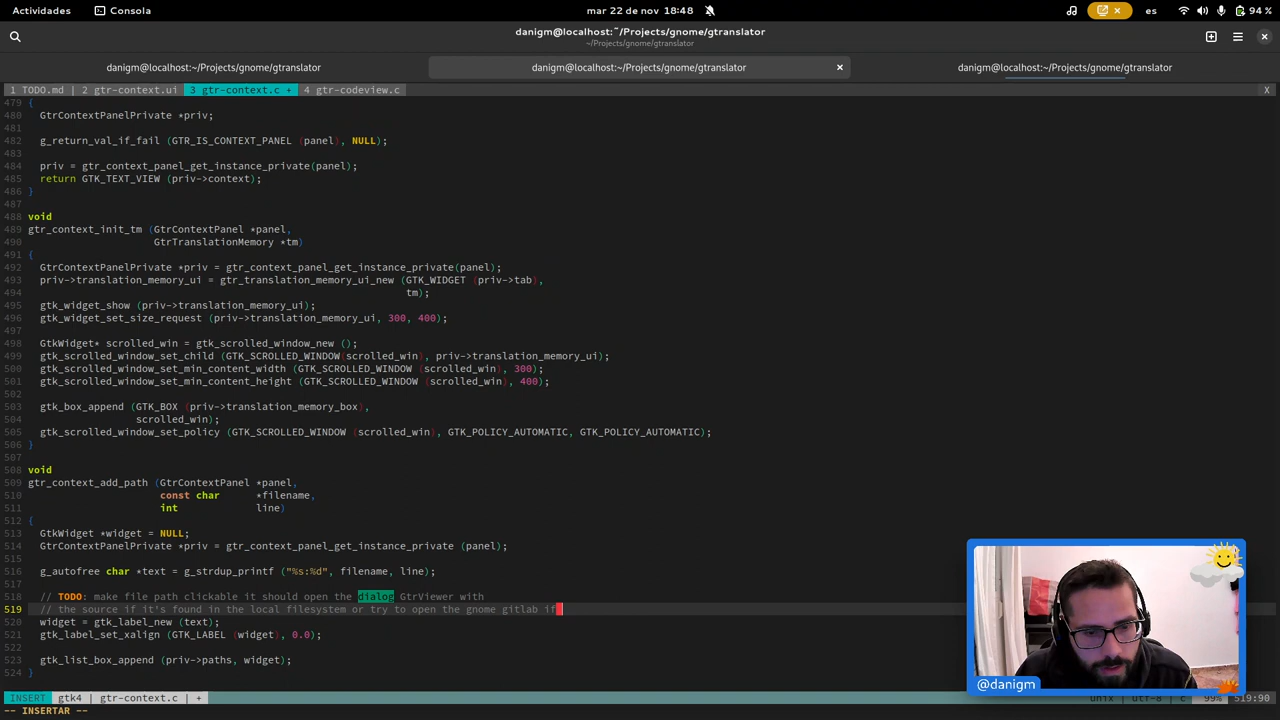 Actividades
Consola
mar 22 de nov 18:48
es
94 %
danigm@localhost:~/Projects/gnome/gtranslator
~/Projects/gnome/gtranslator
danigm@localhost:~/Projects/gnome/gtranslator
danigm@localhost:~/Projects/gnome/gtranslator
danigm@localhost:~/Projects/gnome/gtranslator
1 TODO.md | 2 gtr-context.ui 3 gtr-context.c + 4 gtr-codeview.c X
479 {
480   GtrContextPanelPrivate *priv;
481
482   g_return_val_if_fail (GTR_IS_CONTEXT_PANEL (panel), NULL);
483
484   priv = gtr_context_panel_get_instance_private(panel);
485   return GTK_TEXT_VIEW (priv->context);
486 }
487
488 void
489 gtr_context_init_tm (GtrContextPanel *panel,
490                      GtrTranslationMemory *tm)
491 {
492   GtrContextPanelPrivate *priv = gtr_context_panel_get_instance_private(panel);
493   priv->translation_memory_ui = gtr_translation_memory_ui_new (GTK_WIDGET (priv->tab),
494                                                                tm);
495   gtk_widget_show (priv->translation_memory_ui);
496   gtk_widget_set_size_request (priv->translation_memory_ui, 300, 400);
497
498   GtkWidget* scrolled_win = gtk_scrolled_window_new ();
499   gtk_scrolled_window_set_child (GTK_SCROLLED_WINDOW(scrolled_win), priv->translation_memory_ui);
500   gtk_scrolled_window_set_min_content_width (GTK_SCROLLED_WINDOW (scrolled_win), 300);
501   gtk_scrolled_window_set_min_content_height (GTK_SCROLLED_WINDOW (scrolled_win), 400);
502
503   gtk_box_append (GTK_BOX (priv->translation_memory_box),
504                   scrolled_win);
505   gtk_scrolled_window_set_policy (GTK_SCROLLED_WINDOW (scrolled_win), GTK_POLICY_AUTOMATIC, GTK_POLICY_AUTOMATIC);
506 }
507
508 void
509 gtr_context_add_path (GtrContextPanel *panel,
510                       const char      *filename,
511                       int             line)
512 {
513   GtkWidget *widget = NULL;
514   GtrContextPanelPrivate *priv = gtr_context_panel_get_instance_private (panel);
515
516   g_autofree char *text = g_strdup_printf ("%s:%d", filename, line);
517
518   // TODO: make file path clickable it should open the dialog GtrViewer with
519   // the source if it's found in the local filesystem or try to open the gnome gitlab if
520   widget = gtk_label_new (text);
521   gtk_label_set_xalign (GTK_LABEL (widget), 0.0);
522
523   gtk_list_box_append (priv->paths, widget);
524 }
INSERT gtk4 | gtr-context.c | + unix | utf-8 | c 99% 519:90
-- INSERTAR --
@danigm